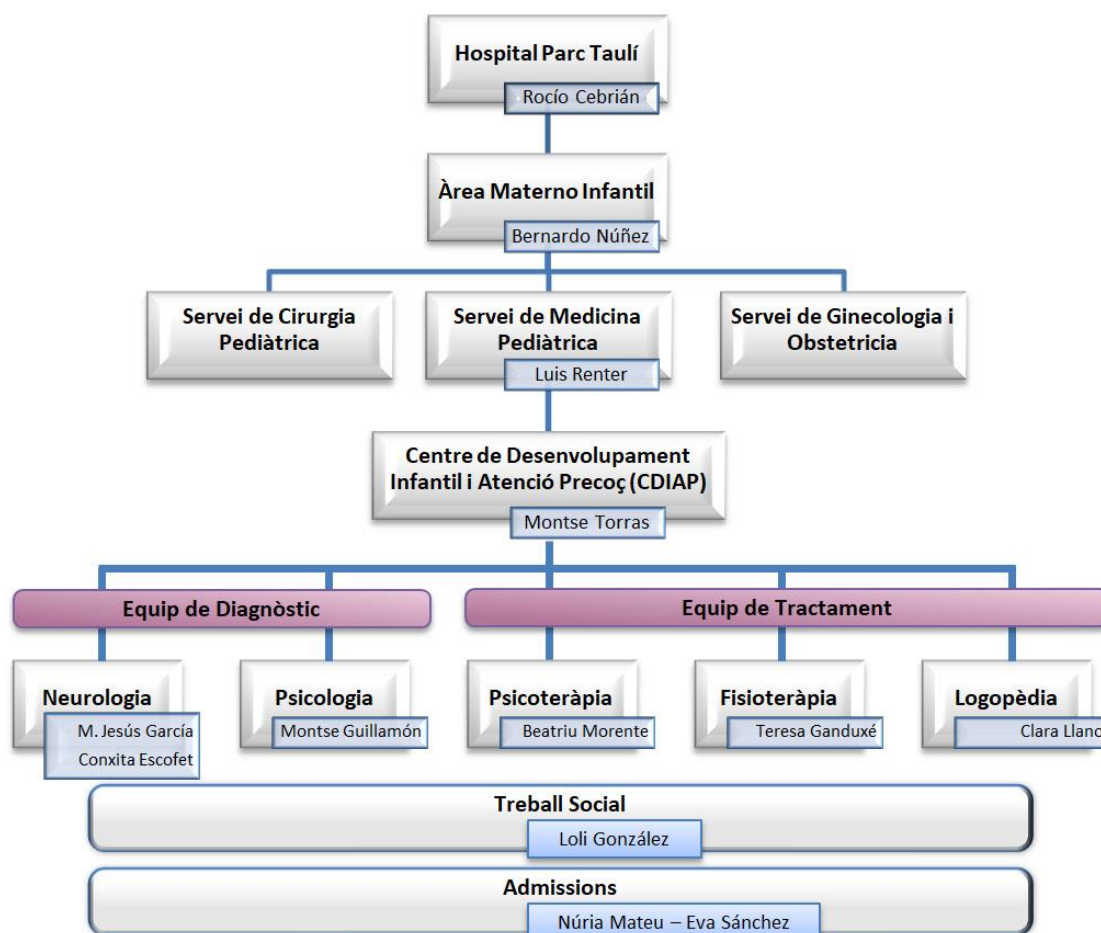 Hospital Parc Taulí
Rocío Cebrián
Àrea Materno Infantil
Bernardo Núñez
Servei de Cirurgia
Pediàtrica
Servei de Medicina
Pediàtrica
Luis Renter
Servei de Ginecologia i
Obstetricia
Centre de Desenvolupament
Infantil i Atenció Precoç (CDIAP)
Montse Torras
Equip de Diagnòstic
Equip de Tractament
Neurologia
M. Jesús García
Conxita Escofet
Psicologia
Montse Guillamón
Psicoteràpia
Beatriu Morente
Fisioteràpia
Teresa Ganduxé
Logopèdia
Clara Llanc
Treball Social
Loli González
Admissions
Núria Mateu – Eva Sánchez